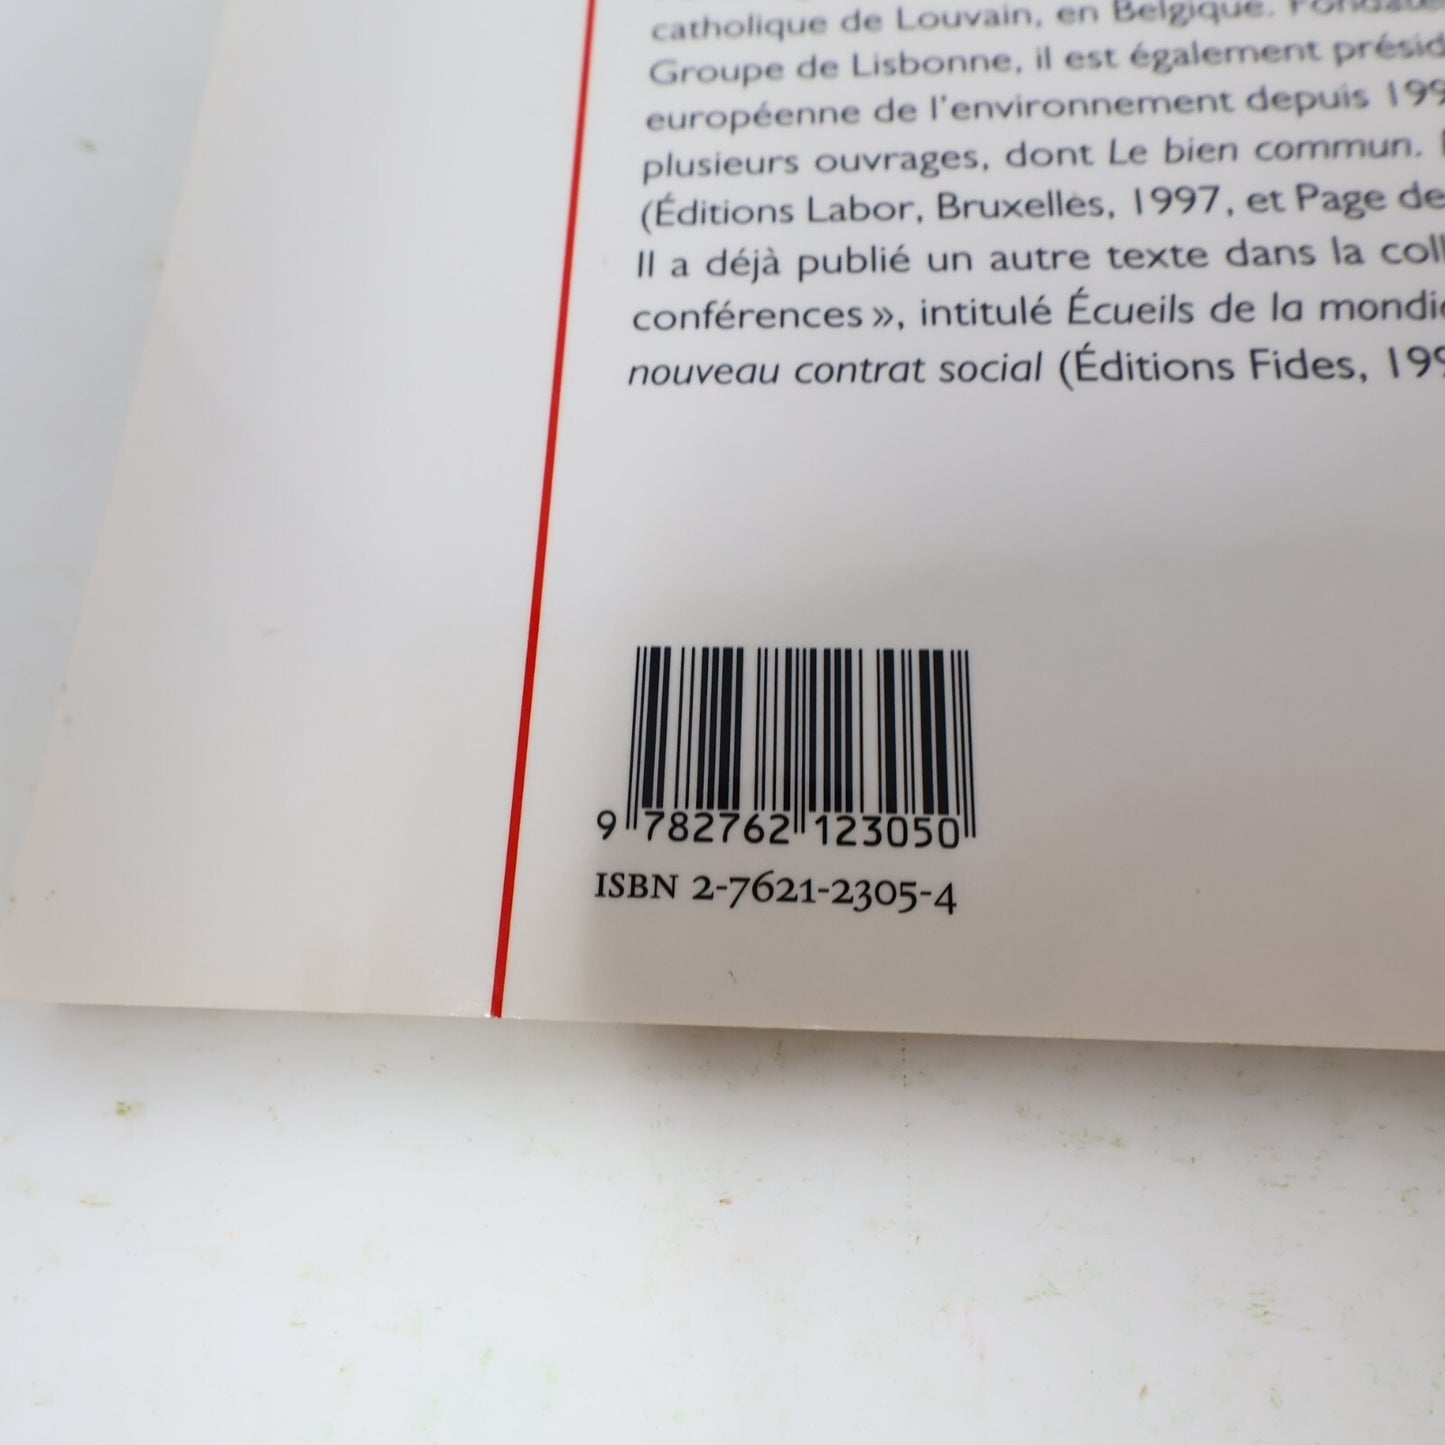 catholique de Louvain, en Belgique.
Groupe de Lisbonne, il est également
européenne de l'environnement depuis
plusieurs ouvrages, dont Le bien commun.
(Éditions Labor, Bruxelles, 1997, et Page de
Il a déjà publié un autre texte dans la
conférences », intitulé Écueils de la
nouveau contrat social (Éditions Fides,
9 782762 123050
ISBN 2-7621-2305-4